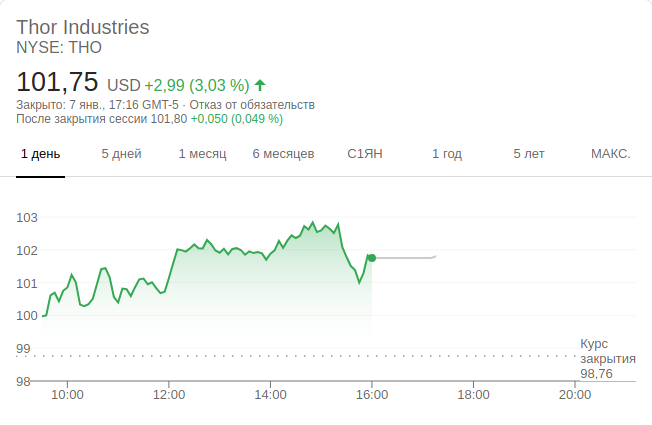 Thor Industries
NYSE: THO
101,75 USD +2,99 (3,03 %)
Закрыто: 7 янв., 17:16 GMT-5 · Отказ от обязательств
После закрытия сессии 101,80 +0,050 (0,049 %)
1 день 5 дней 1 месяц 6 месяцев С1ЯН 1 год 5 лет МАКС.
103
102
101
100
99
Курс
закрытия
98,76
98
10:00 12:00 14:00 16:00 18:00 20:00